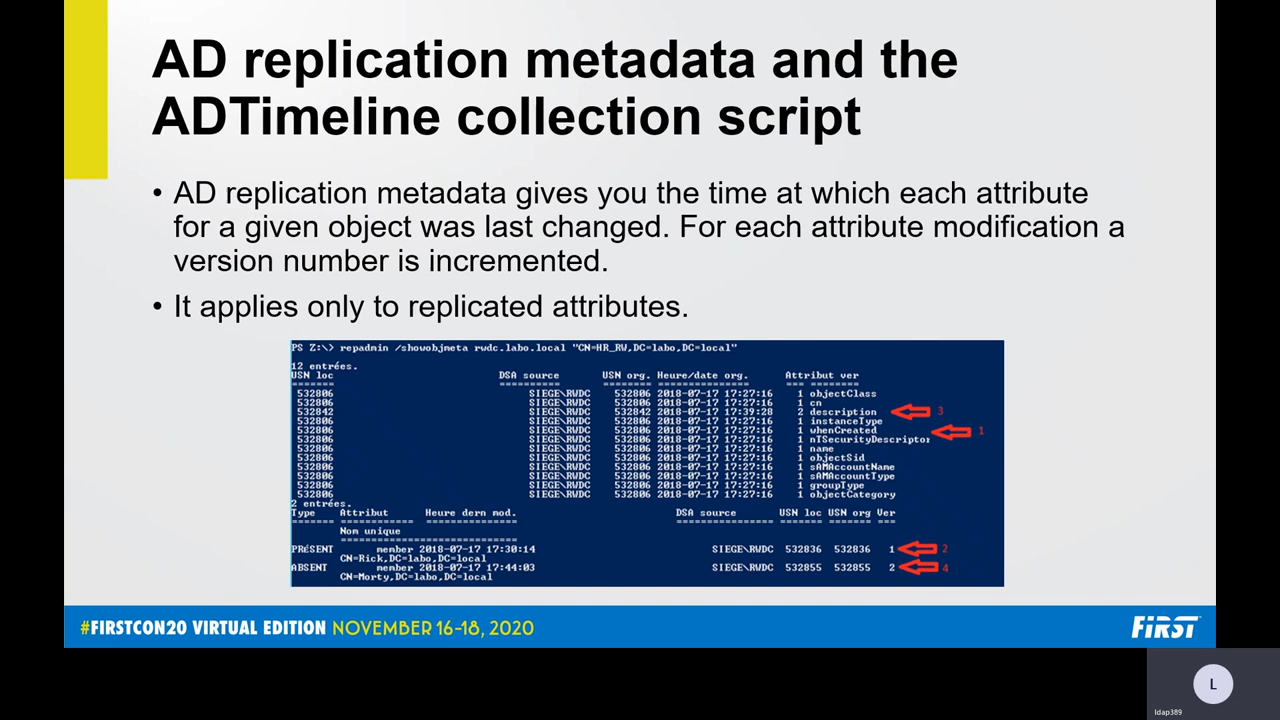 AD replication metadata and the
ADTimeline collection script
• AD replication metadata gives you the time at which each attribute
for a given object was last changed. For each attribute modification a
version number is incremented.
• It applies only to replicated attributes.
PS Z:\> repadmin /showobjmeta rwdc.labo.local "CN=HR_RW,DC=labo,DC=local"
12 entrées.
USN loc DSA source USN org. Heure/date org. Attribut ver
======= ========== ======== =============== === ========
532806 SIEGE\RWDC 532806 2018-07-17 17:27:16 1 objectClass
532806 SIEGE\RWDC 532806 2018-07-17 17:27:16 1 cn
532842 SIEGE\RWDC 532842 2018-07-17 17:39:28 2 description 3
532806 SIEGE\RWDC 532806 2018-07-17 17:27:16 1 instanceType
532806 SIEGE\RWDC 532806 2018-07-17 17:27:16 1 whenCreated 1
532806 SIEGE\RWDC 532806 2018-07-17 17:27:16 1 nTSecurityDescriptor
532806 SIEGE\RWDC 532806 2018-07-17 17:27:16 1 name
532806 SIEGE\RWDC 532806 2018-07-17 17:27:16 1 objectSid
532806 SIEGE\RWDC 532806 2018-07-17 17:27:16 1 sAMAccountName
532806 SIEGE\RWDC 532806 2018-07-17 17:27:16 1 sAMAccountType
532806 SIEGE\RWDC 532806 2018-07-17 17:27:16 1 groupType
532806 SIEGE\RWDC 532806 2018-07-17 17:27:16 1 objectCategory
2 entrées.
Type Attribut Heure dern mod. DSA source USN loc USN org Ver
======= ============ =============== ================ ======= ======= ===
Nom unique
=============================
PRÉSENT member 2018-07-17 17:30:14 SIEGE\RWDC 532836 532836 1 2
CN=Rick,DC=labo,DC=local
ABSENT member 2018-07-17 17:44:03 SIEGE\RWDC 532855 532855 2 4
CN=Morty,DC=labo,DC=local
#FIRSTCON20 VIRTUAL EDITION NOVEMBER 16-18, 2020
FiRST
L
ldap389